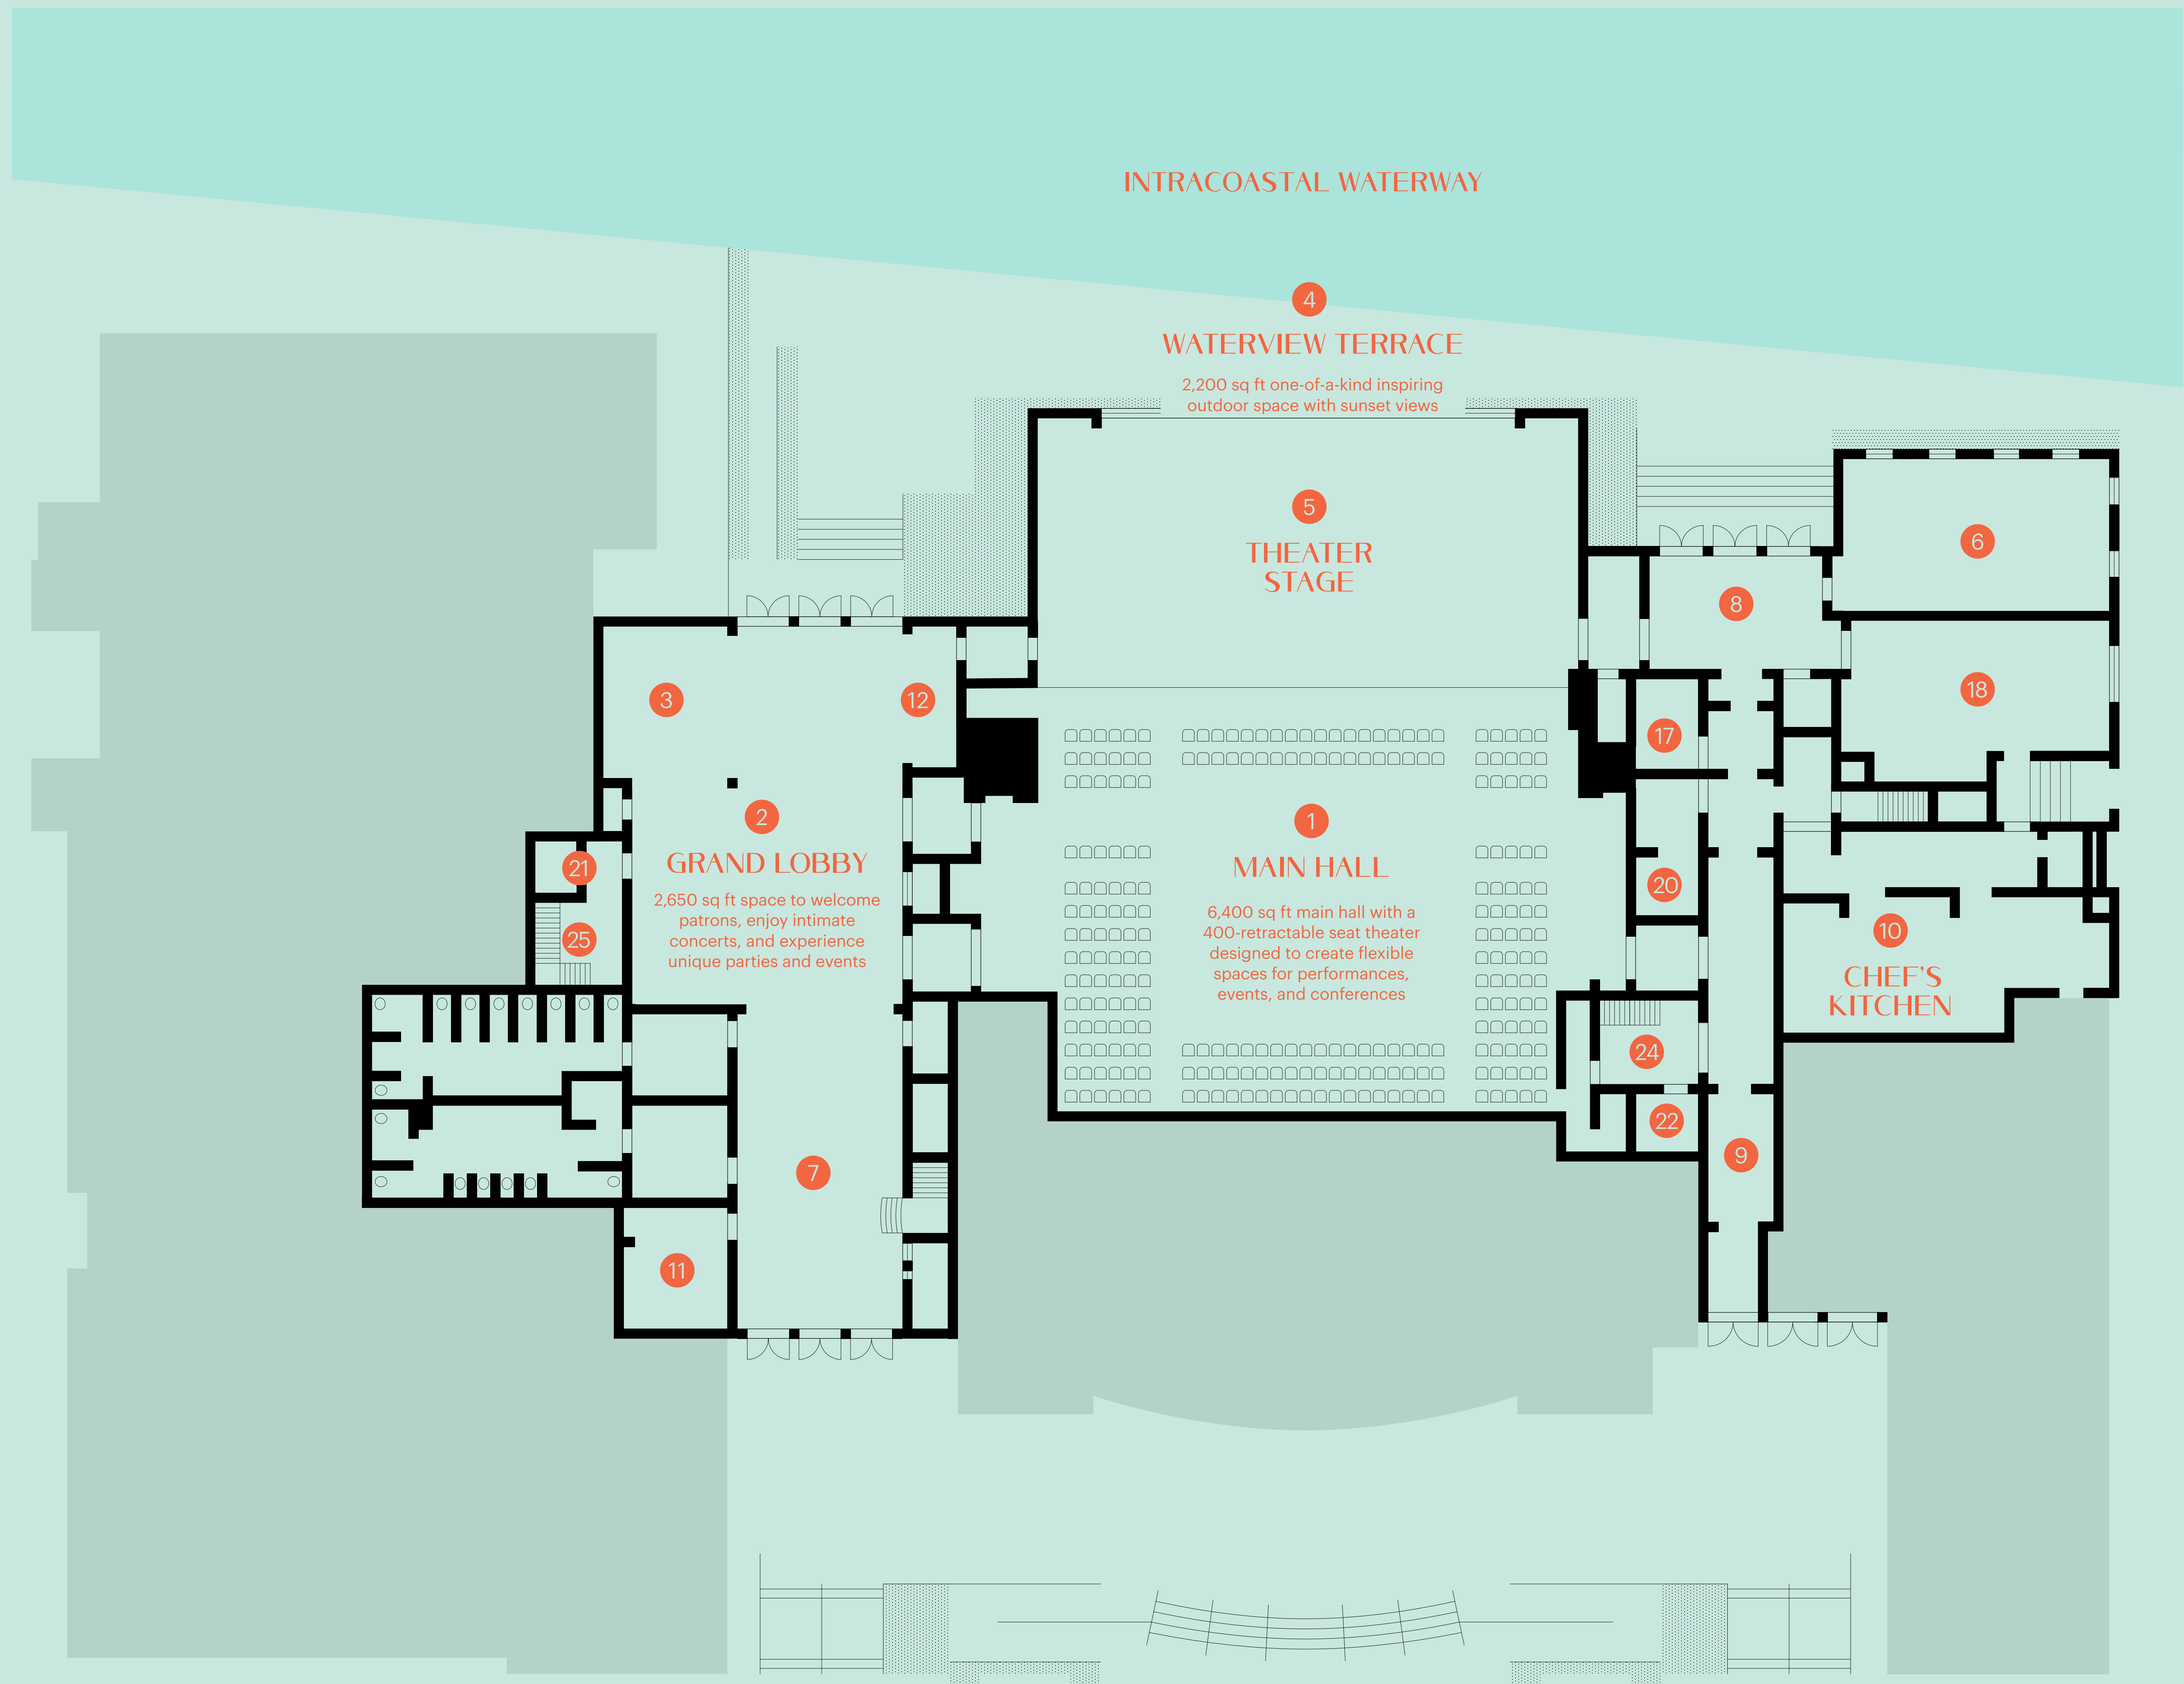 INTRACOASTAL WATERWAY
4
WATERVIEW TERRACE
2,200 sq ft one-of-a-kind inspiring
outdoor space with sunset views
5
THEATER
STAGE
6
8
18
3
12
17
2
GRAND LOBBY
2,650 sq ft space to welcome
patrons, enjoy intimate
concerts, and experience
unique parties and events
1
MAIN HALL
6,400 sq ft main hall with a
400-retractable seat theater
designed to create flexible
spaces for performances,
events, and conferences
21
20
25
10
CHEF'S
KITCHEN
24
22
9
7
11